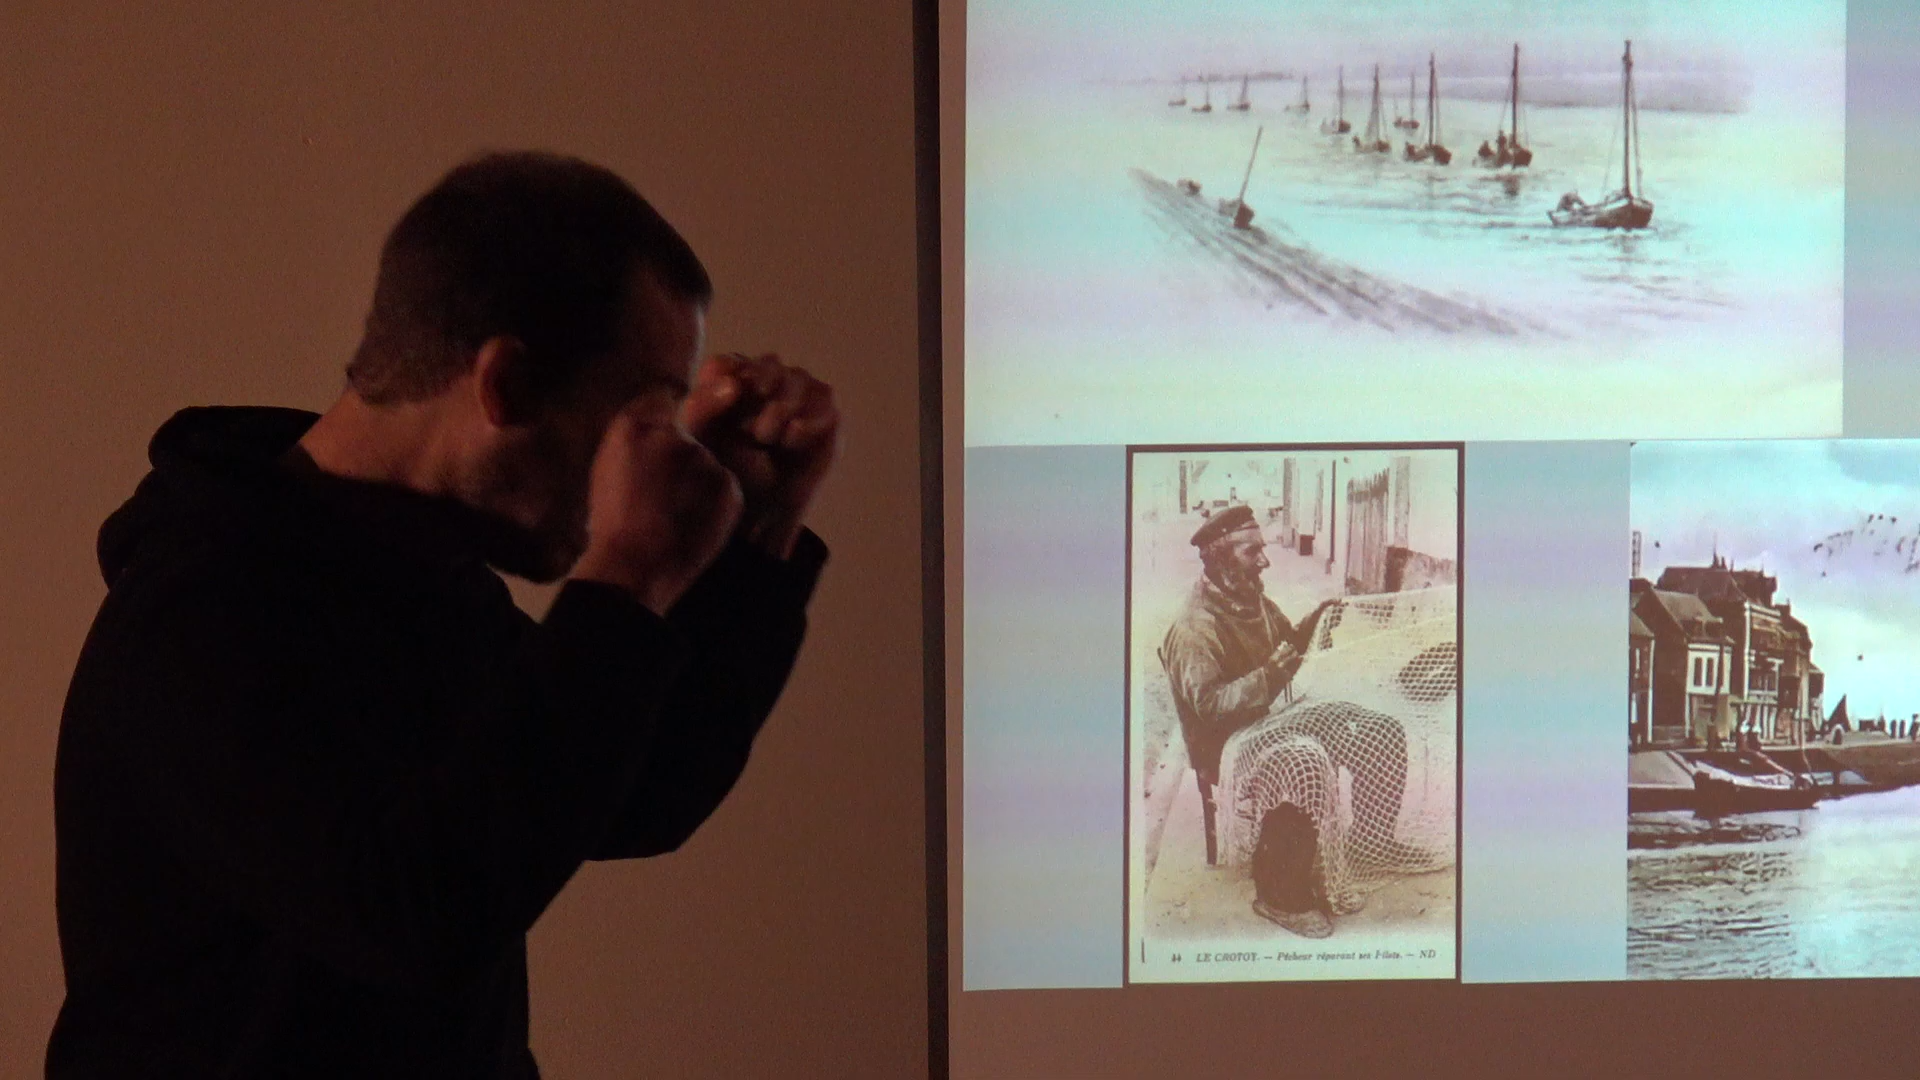 44 LE CROTOY. — Pêcheur réparant ses Filets. — ND